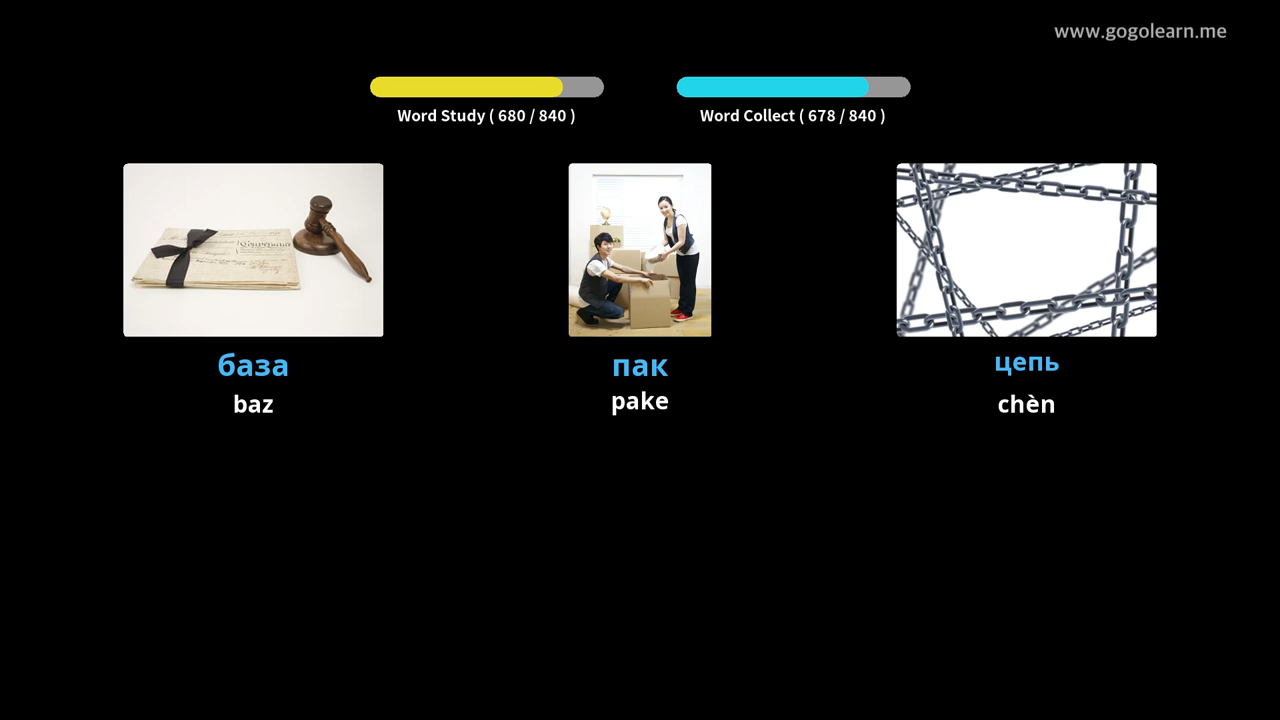 www.gogolearn.me
Word Study ( 680 / 840 )
Word Collect ( 678 / 840 )
база
baz
пак
pake
цепь
chèn